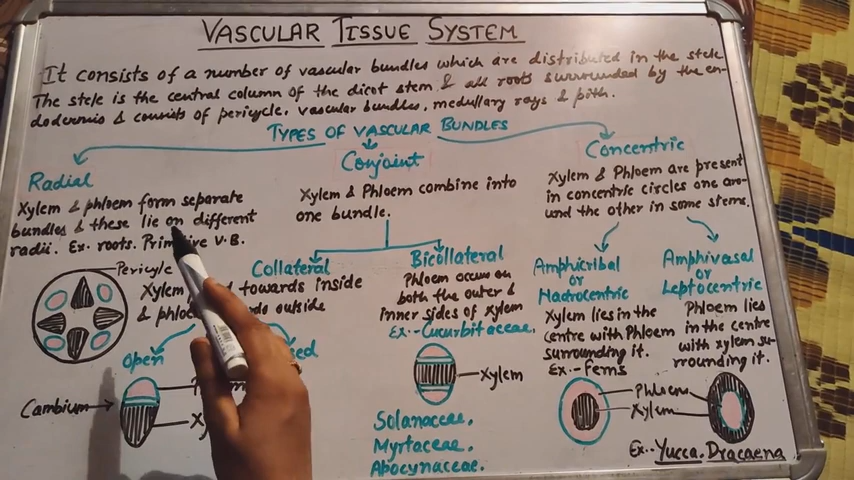 VASCULAR TISSUE SYSTEM
It consists of a number of vascular bundles which are distributed in the stele
The stele is the central column of the dicot stem & all roots surrounded by the en-
dodermis & consists of pericycle, vascular bundles, medullary rays & pith.
TYPES OF VASCULAR BUNDLES
Radial
Xylem & phloem form separate
bundles & these lie on different
radii. Ex. roots. Primitive V.B.
Pericycle
Conjoint
Xylem & Phloem combine into
one bundle.
Collateral
Xylem towards inside
& outside
Open
Cambium
Bicollateral
Phloem occus on
both the outer &
inner sides of xylem
Ex.- Cucurbitaceae,
Xylem
Solanaceae,
Myrtaceae,
Apocynaceae.
Concentric
Xylem & Phloem are present
in concentric circles one aro-
und the other in some stems.
Amphicribal
or
Hadrocentric
Xylem lies in the
centre with Phloem
surrounding it.
Ex.- Ferns
Amphivasal
or
Leptocentric
Phloem lies
in the centre
with xylem su-
rrounding it.
Phloem
Xylem
Ex.- Yucca. Dracaena